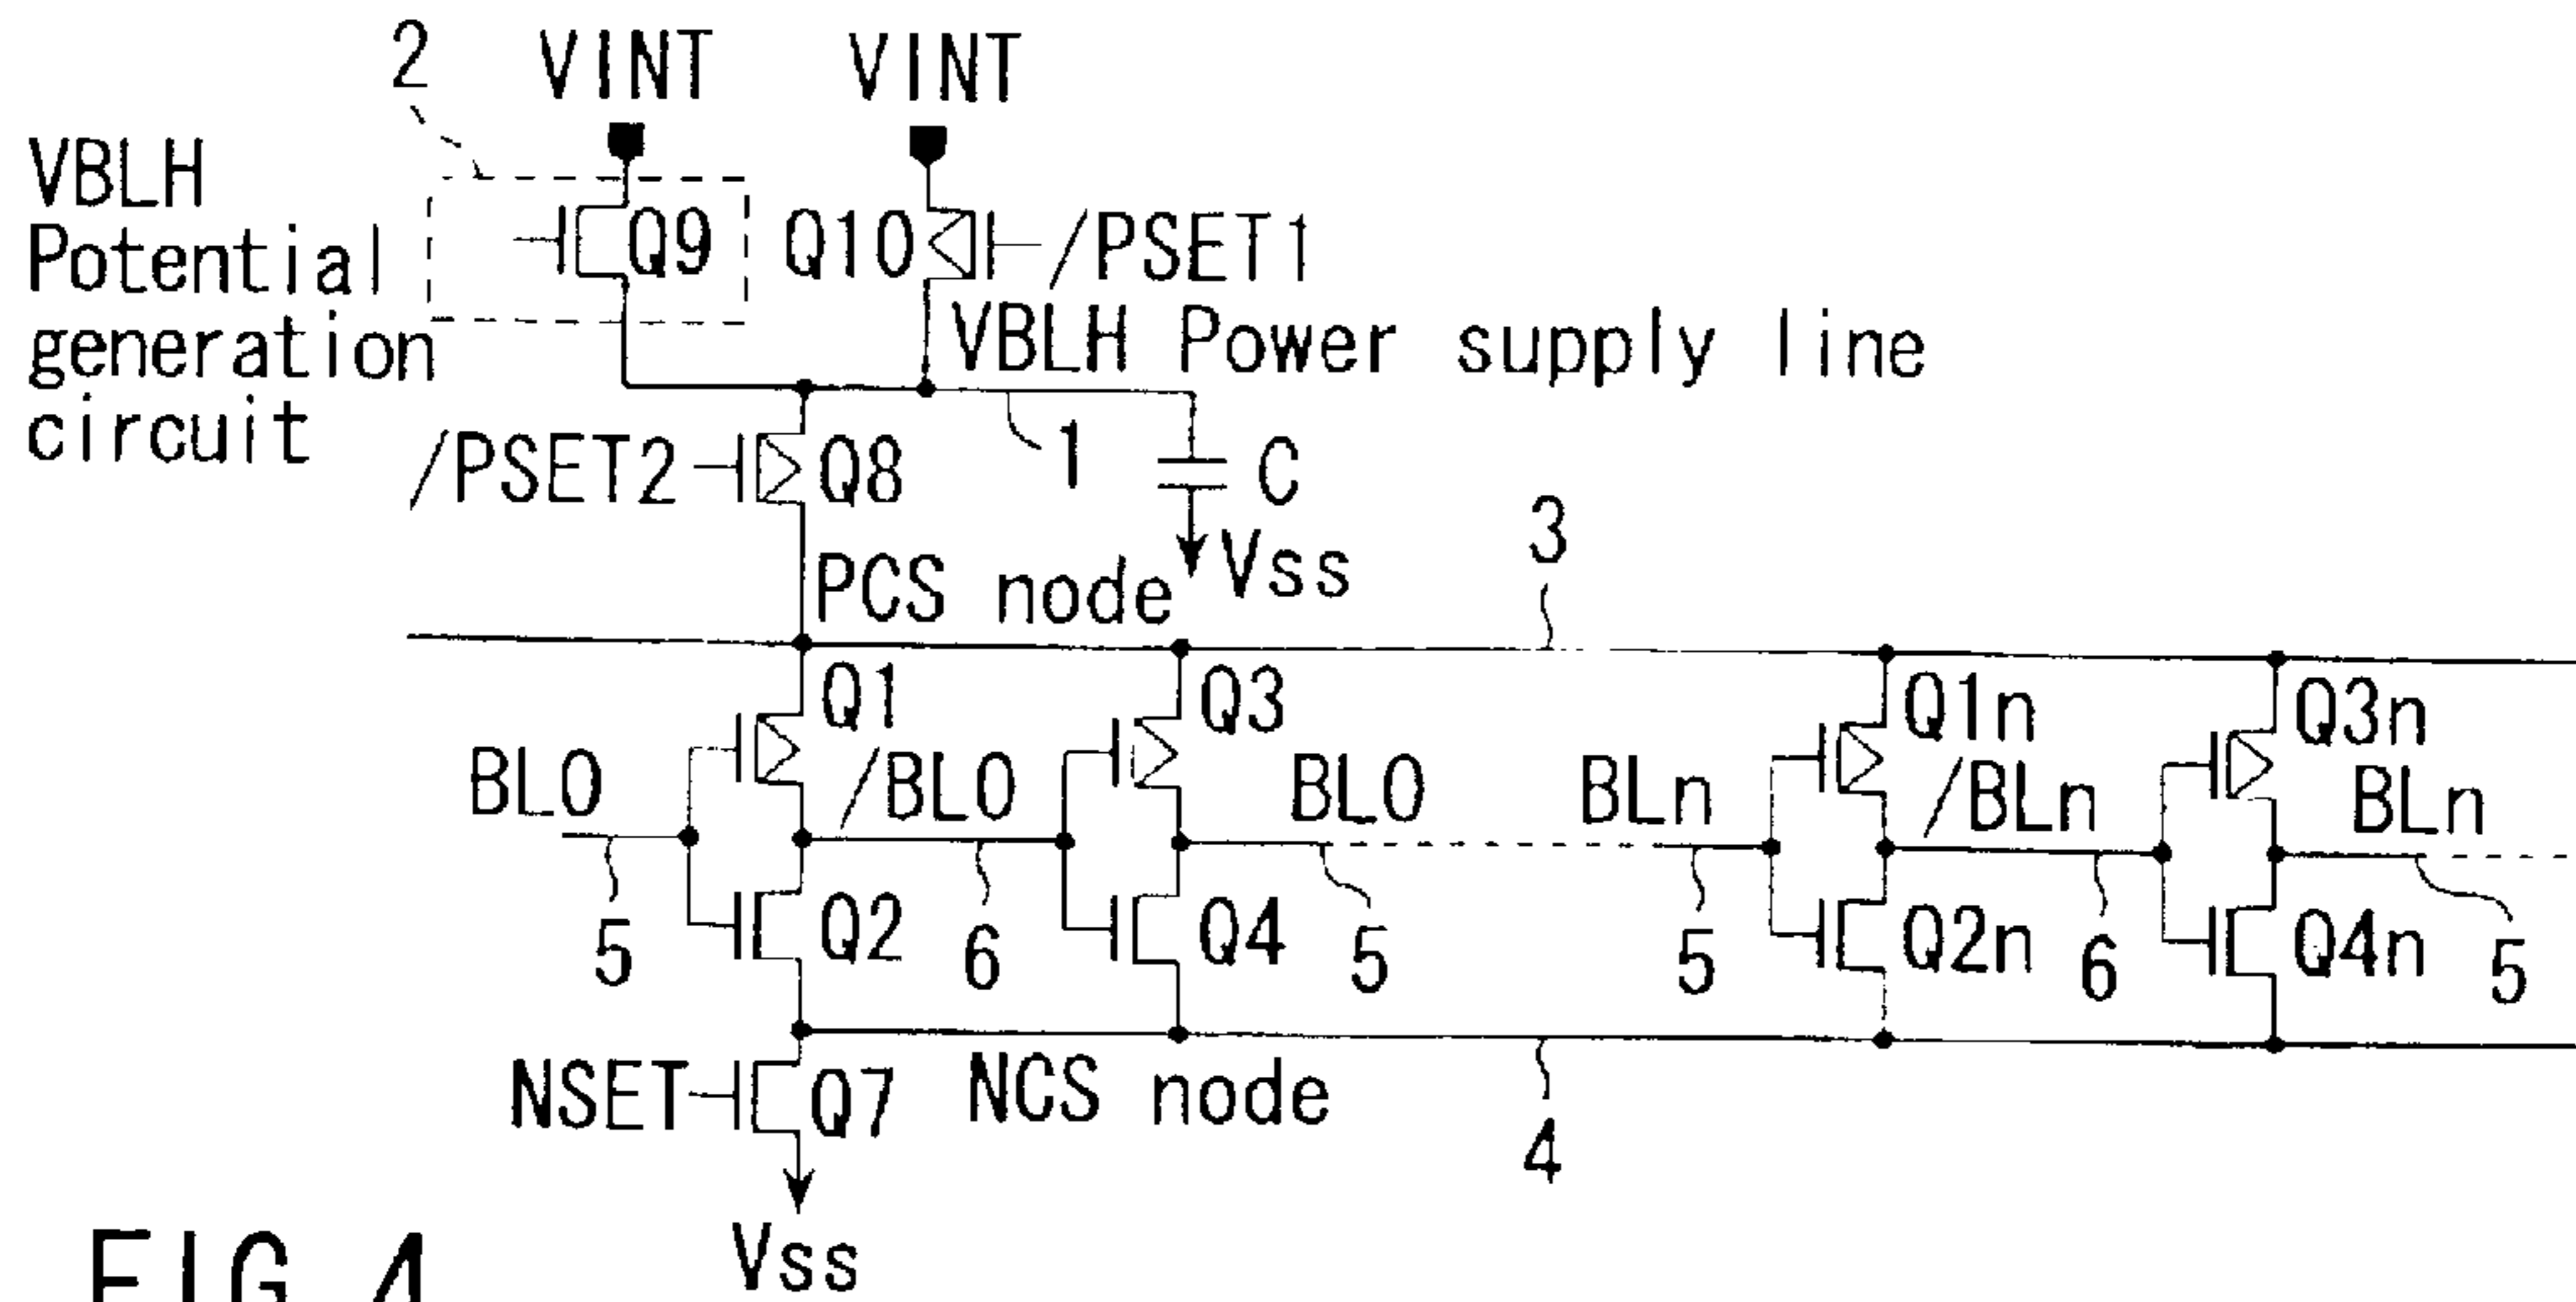 2 VINT VINT
VBLH
Potential
generation
circuit
Q9 Q10 /PSET1
VBLH Power supply line
/PSET2 Q8 1 C
Vss
PCS node 3
Q1 Q3 Q1n Q3n
BL0 /BL0 BL0 BLn /BLn BLn
5 Q2 6 Q4 5 5 Q2n 6 Q4n 5
NSET Q7 NCS node 4
Vss
FIG. 4